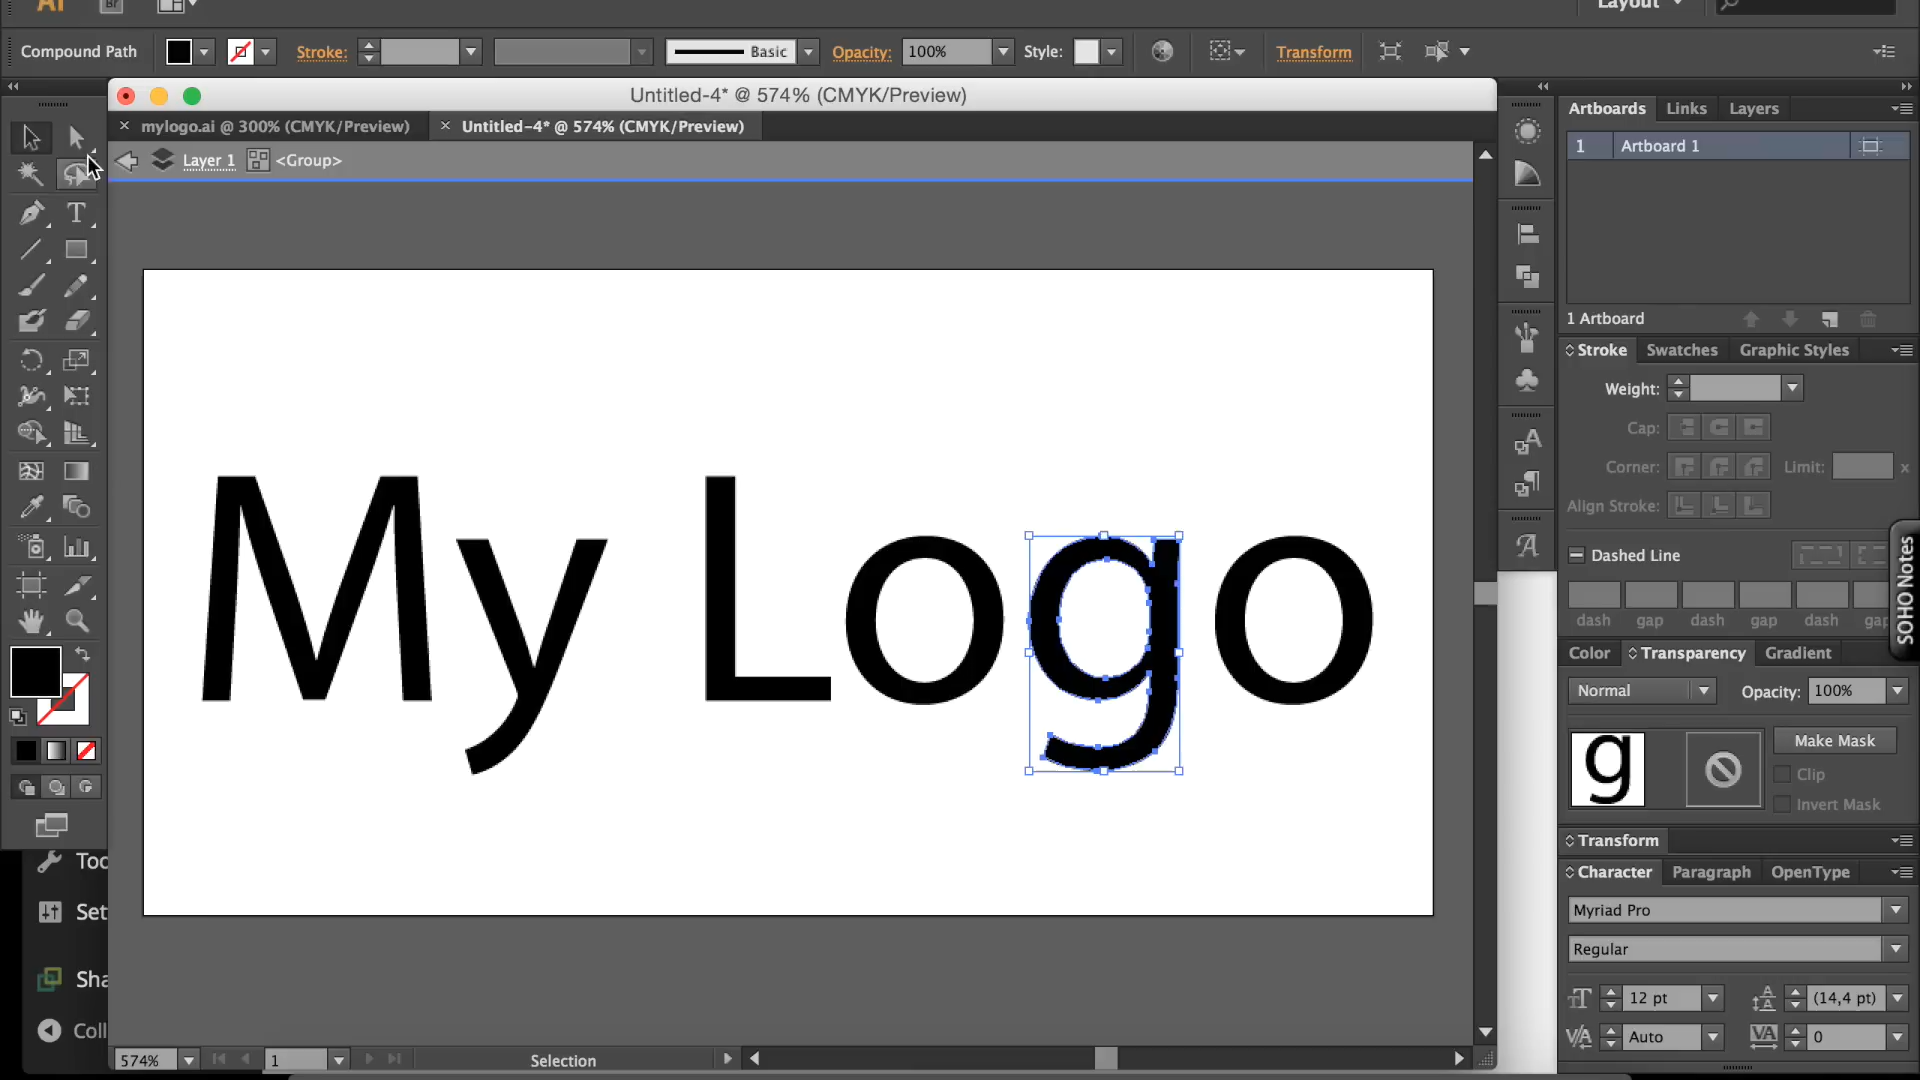 Ai
Br
Layout
Compound Path
Stroke:
Basic
Opacity:
100%
Style:
Transform
Untitled-4* @ 574% (CMYK/Preview)
× mylogo.ai @ 300% (CMYK/Preview)
× Untitled-4* @ 574% (CMYK/Preview)
Layer 1
<Group>
My Logo
Artboards
Links
Layers
1
Artboard 1
1 Artboard
Stroke
Swatches
Graphic Styles
Weight:
Cap:
Corner:
Limit:
x
Align Stroke:
Dashed Line
dash gap dash gap dash gap
SOHO Notes
Color
Transparency
Gradient
Normal
Opacity:
100%
g
Make Mask
Clip
Invert Mask
Transform
Character
Paragraph
OpenType
Myriad Pro
Regular
12 pt
(14,4 pt)
Auto
0
Too
Set
Sha
Coll
574%
1
Selection